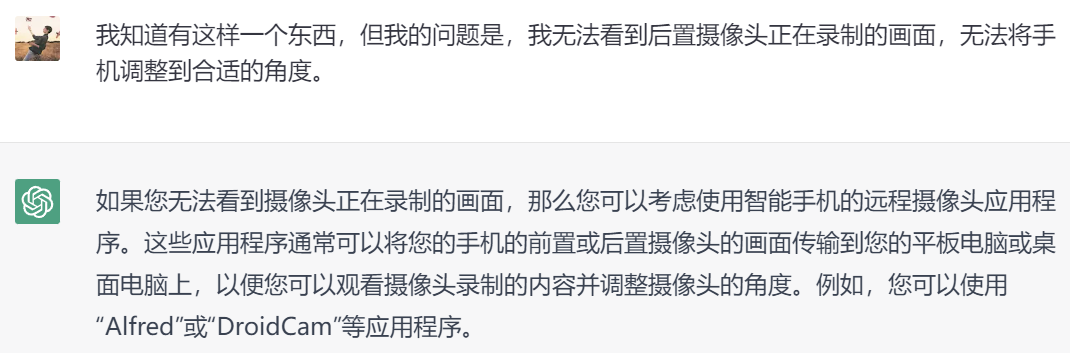 我知道有这样一个东西，但我的问题是，我无法看到后置摄像头正在录制的画面，无法将手
机调整到合适的角度。
如果您无法看到摄像头正在录制的画面，那么您可以考虑使用智能手机的远程摄像头应用程
序。这些应用程序通常可以将您的手机的前置或后置摄像头的画面传输到您的平板电脑或桌
面电脑上，以便您可以观看摄像头录制的内容并调整摄像头的角度。例如，您可以使用
“Alfred”或“DroidCam”等应用程序。